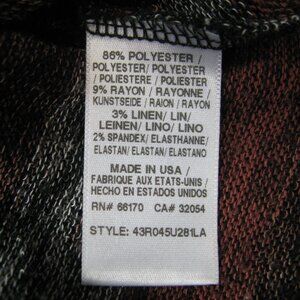 86% POLYESTER /
POLYESTER/ POLYESTER
/ POLIESTERE / POLIESTER
9% RAYON / RAYONNE/
KUNSTSEIDE / RAION / RAYON
3% LINEN/ LIN/
LEINEN/ LINO/ LINO
2% SPANDEX/ ELASTHANNE/
ELASTAN/ ELASTAN/ ELASTANO
MADE IN USA /
FABRIQUE AUX ETATS-UNIS /
HECHO EN ESTADOS UNIDOS
RN# 66170 CA# 32054
STYLE: 43R045U281LA